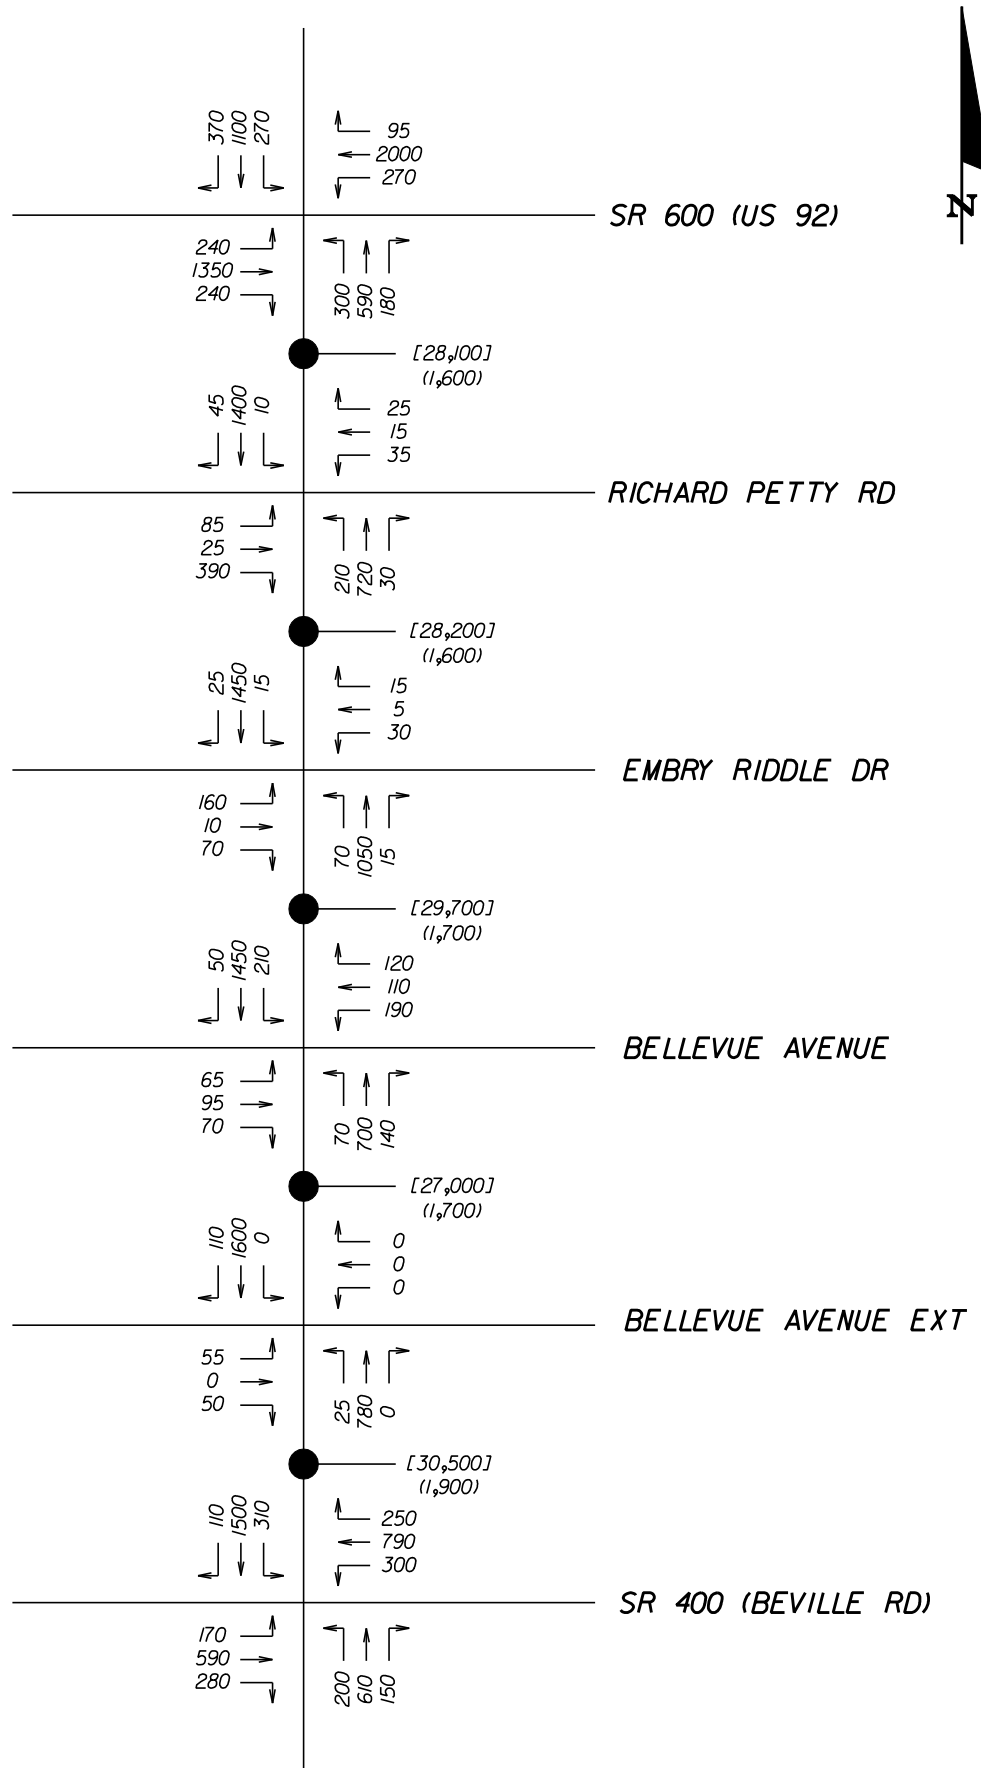 370 1100 270
95
2000
270
N
SR 600 (US 92)
240
1350
240
300 590 180
[28,100]
(1,600)
45 1400 10
25
15
35
RICHARD PETTY RD
85
25
390
210 720 30
[28,200]
(1,600)
25 1450 15
15
5
30
EMBRY RIDDLE DR
160
10
70
70 1050 15
[29,700]
(1,700)
50 1450 210
120
110
190
BELLEVUE AVENUE
65
95
70
70 700 140
[27,000]
(1,700)
110 1600 0
0
0
0
BELLEVUE AVENUE EXT
55
0
50
25 780 0
[30,500]
(1,900)
110 1500 310
250
790
300
SR 400 (BEVILLE RD)
170
590
280
200 610 150